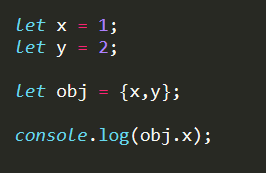 let x = 1;
let y = 2;
let obj = {x,y};
console.log(obj.x);